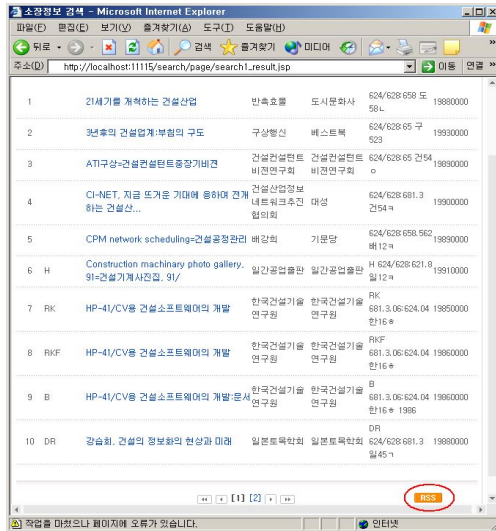 소장정보 검색 - Microsoft Internet Explorer
파일(F) 편집(E) 보기(V) 즐겨찾기(A) 도구(T) 도움말(H)
뒤로 검색 즐겨찾기 미디어
주소(D) http://localhost:11115/search/page/search1_result.jsp 이동 연결 »
1 21세기를 개척하는 건설산업 반촉효물 도시문화사 624/628:658 도 19880000
58ㄴ
2 3년후의 건설업계:부침의 구도 구상행신 베스트북 624/628:65 구 19930000
523
3 ATI구상=건설컨설턴트중장기비젼 건설컨설턴트 건설컨설턴트 624/628:65 건54 19890000
비젼연구회 비젼연구회 ㅇ
4 CI-NET, 지금 뜨거운 기대에 응하며 전개 건설산업정보 대성 624/628:681.3 19900000
하는 건설산... 네트워크추진 건54ㅋ
협의회
5 CPM network scheduling=건설공정관리 배강희 기문당 624/628:658.562 19890000
배12ㅋ
6 H Construction machinary photo gallery, 일간공업출판 일간공업출판 H 624/628:621.8 19910000
91=건설기계사진집, 91/ 일12ㅋ
7 RK HP-41/CV용 건설소프트웨어의 개발 한국건설기술 한국건설기술 RK
연구원 연구원 681.3.06:624.04 19850000
한16ㅎ
8 RKF HP-41/CV용 건설소프트웨어의 개발 한국건설기술 한국건설기술 RKF
연구원 연구원 681.3.06:624.04 19860000
한16ㅎ
9 B HP-41/CV용 건설소프트웨어의 개발:문서 한국건설기술 한국건설기술 B
연구원 연구원 681.3.06:624.04 19860000
한16ㅎ 1986
10 DR 강습회, 건설의 정보화의 현상과 미래 일본토목학회 일본토목학회 DR
624/628:681.3 19880000
일45ㄱ
[1] [2] RSS
작업을 마쳤으나 페이지에 오류가 있습니다. 인터넷